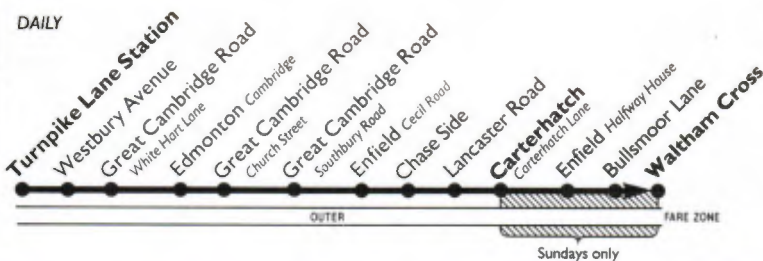 DAILY
Turnpike Lane Station
Westbury Avenue
Great Cambridge Road
White Hart Lane
Edmonton Cambridge
Great Cambridge Road
Church Street
Great Cambridge Road
Southbury Road
Enfield Cecil Road
Chase Side
Lancaster Road
Carterhatch
Carterhatch Lane
Enfield Halfway House
Bullsmoor Lane
Waltham Cross
OUTER
FARE ZONE
Sundays only